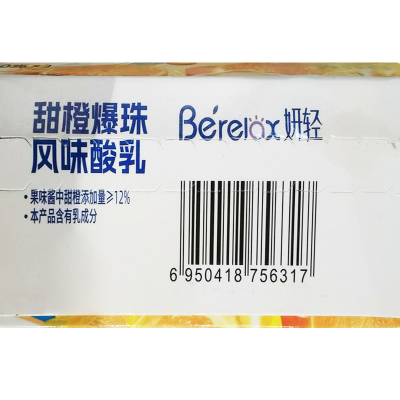 甜橙爆珠
风味酸乳
Berelax 妍轻
·果味酱中甜橙添加量≥12%
·本产品含有乳成分
6 950418 756317